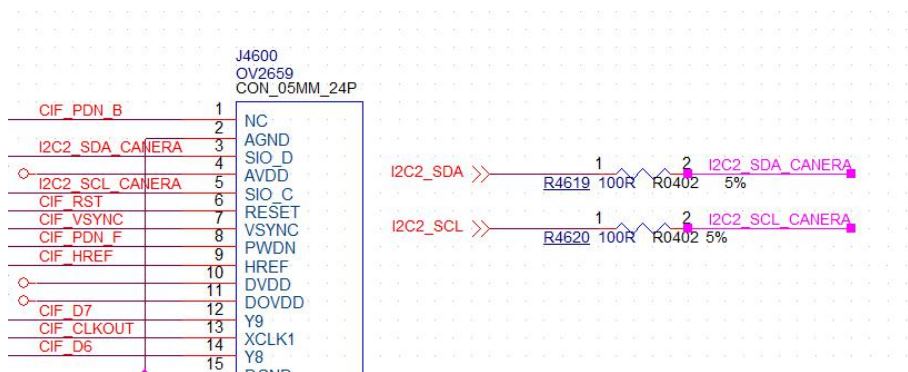 J4600
OV2659
CON_05MM_24P
CIF_PDN_B 1 NC
2 AGND
I2C2_SDA_CANERA 3 SIO_D
4 AVDD
I2C2_SCL_CANERA 5 SIO_C
CIF_RST 6 RESET
CIF_VSYNC 7 VSYNC
CIF_PDN_F 8 PWDN
CIF_HREF 9 HREF
10 DVDD
11 DOVDD
CIF_D7 12 Y9
CIF_CLKOUT 13 XCLK1
CIF_D6 14 Y8
15
I2C2_SDA 1 2 I2C2_SDA_CANERA
R4619 100R R0402 5%
I2C2_SCL 1 2 I2C2_SCL_CANERA
R4620 100R R0402 5%